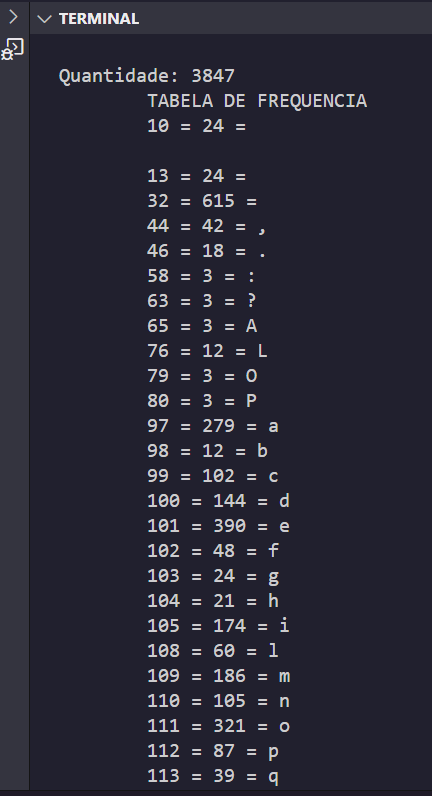 TERMINAL
Quantidade: 3847
TABELA DE FREQUENCIA
10 = 24 =
13 = 24 =
32 = 615 =
44 = 42 = ,
46 = 18 = .
58 = 3 = :
63 = 3 = ?
65 = 3 = A
76 = 12 = L
79 = 3 = O
80 = 3 = P
97 = 279 = a
98 = 12 = b
99 = 102 = c
100 = 144 = d
101 = 390 = e
102 = 48 = f
103 = 24 = g
104 = 21 = h
105 = 174 = i
108 = 60 = l
109 = 186 = m
110 = 105 = n
111 = 321 = o
112 = 87 = p
113 = 39 = q